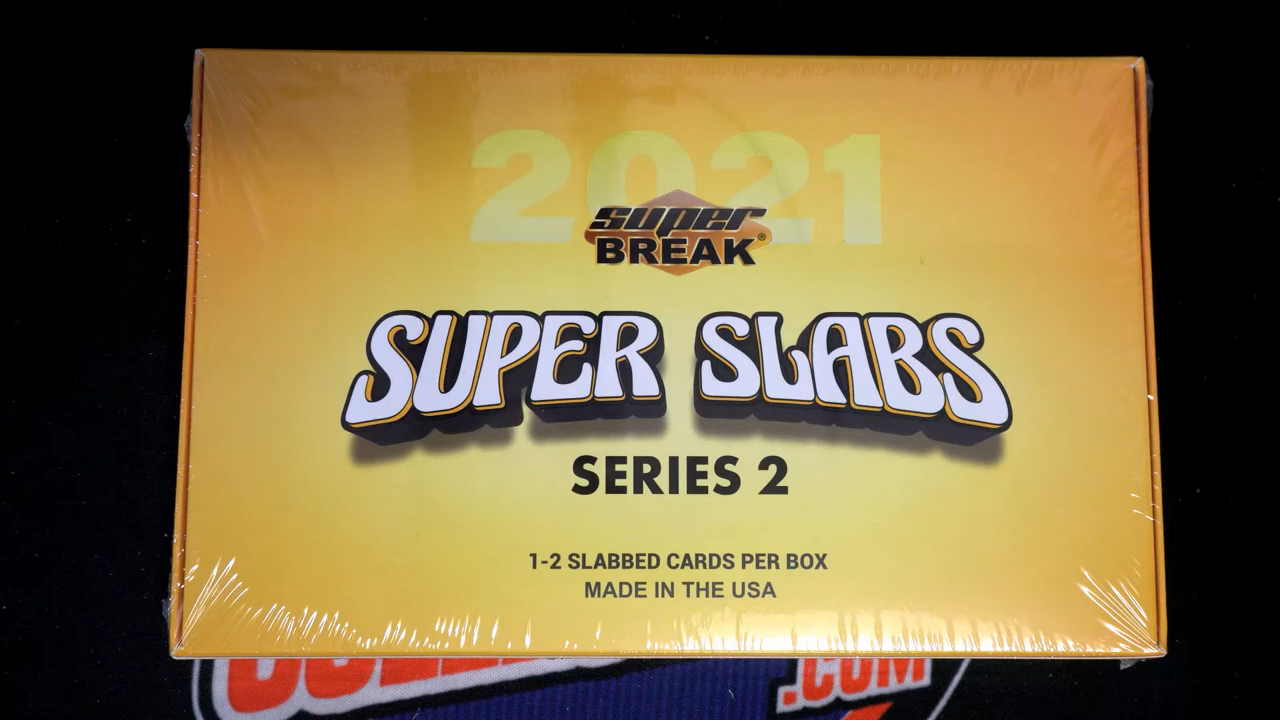 2021
super
BREAK®
SUPER SLABS
SERIES 2
1-2 SLABBED CARDS PER BOX
MADE IN THE USA
.COM